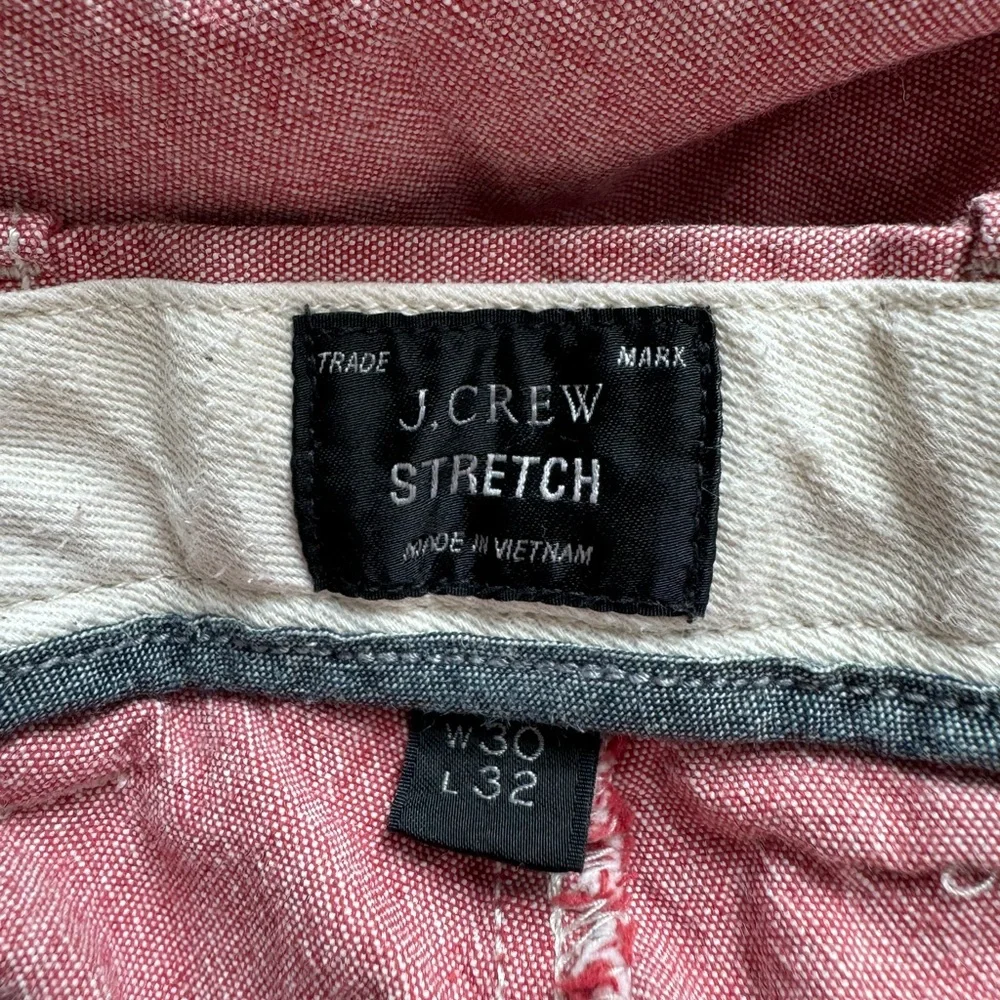 TRADE MARK
J.CREW
STRETCH
MADE IN VIETNAM
W30
L32